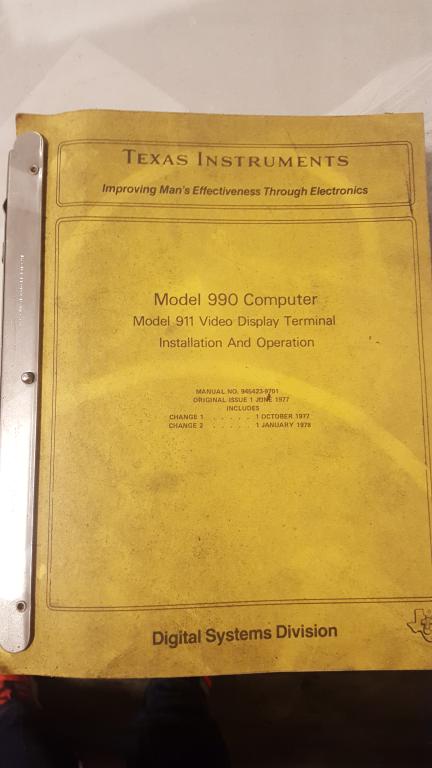 TEXAS INSTRUMENTS
Improving Man's Effectiveness Through Electronics
Model 990 Computer
Model 911 Video Display Terminal
Installation And Operation
MANUAL NO. 945423-9701
ORIGINAL ISSUE 1 JUNE 1977
INCLUDES
CHANGE 1 . . . . . . 1 OCTOBER 1977
CHANGE 2 . . . . . . 1 JANUARY 1978
Digital Systems Division